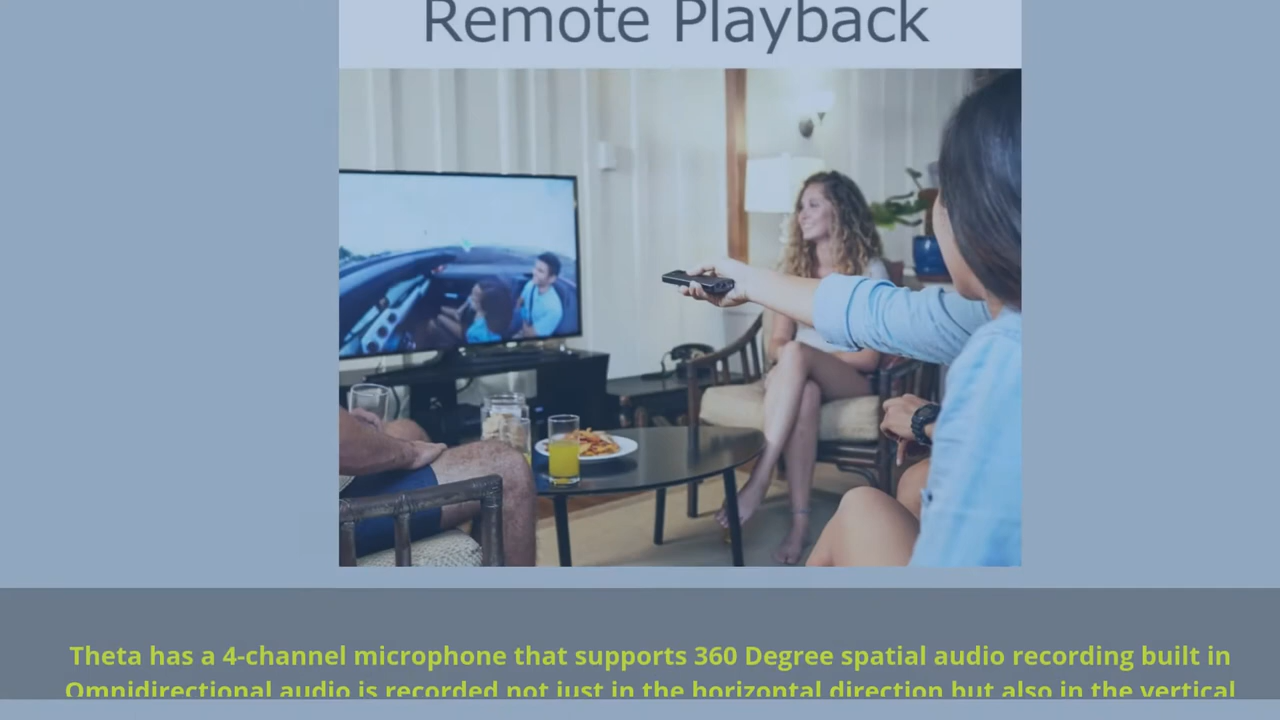 Remote Playback
Theta has a 4-channel microphone that supports 360 Degree spatial audio recording built in
Omnidirectional audio is recorded not just in the horizontal direction but also in the vertical